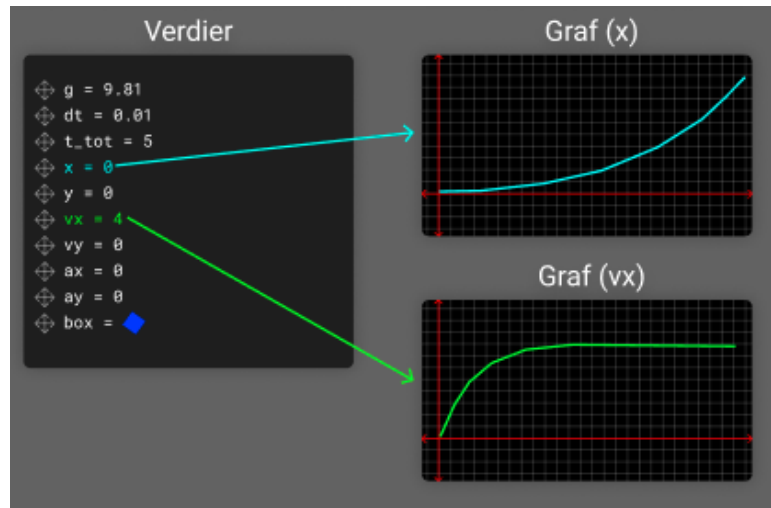 Verdier
g = 9.81
dt = 0.01
t_tot = 5
x = 0
y = 0
vx = 4
vy = 0
ax = 0
ay = 0
box =
Graf (x)
Graf (vx)